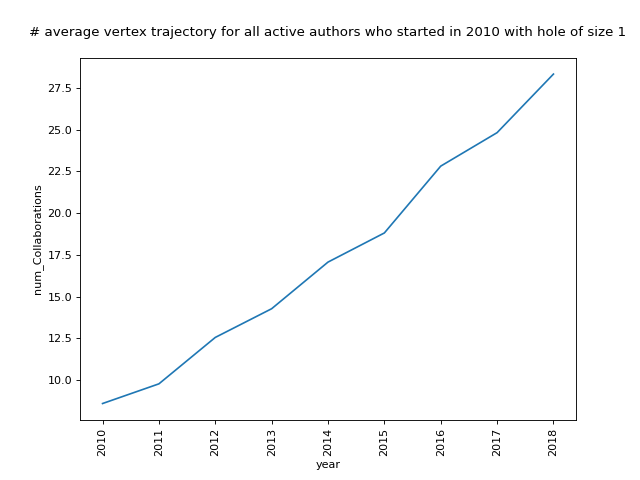 # average vertex trajectory for all active authors who started in 2010 with hole of size 1
27.5
25.0
22.5
20.0
17.5
15.0
12.5
10.0
num_Collaborations
2010 2011 2012 2013 2014 2015 2016 2017 2018
year